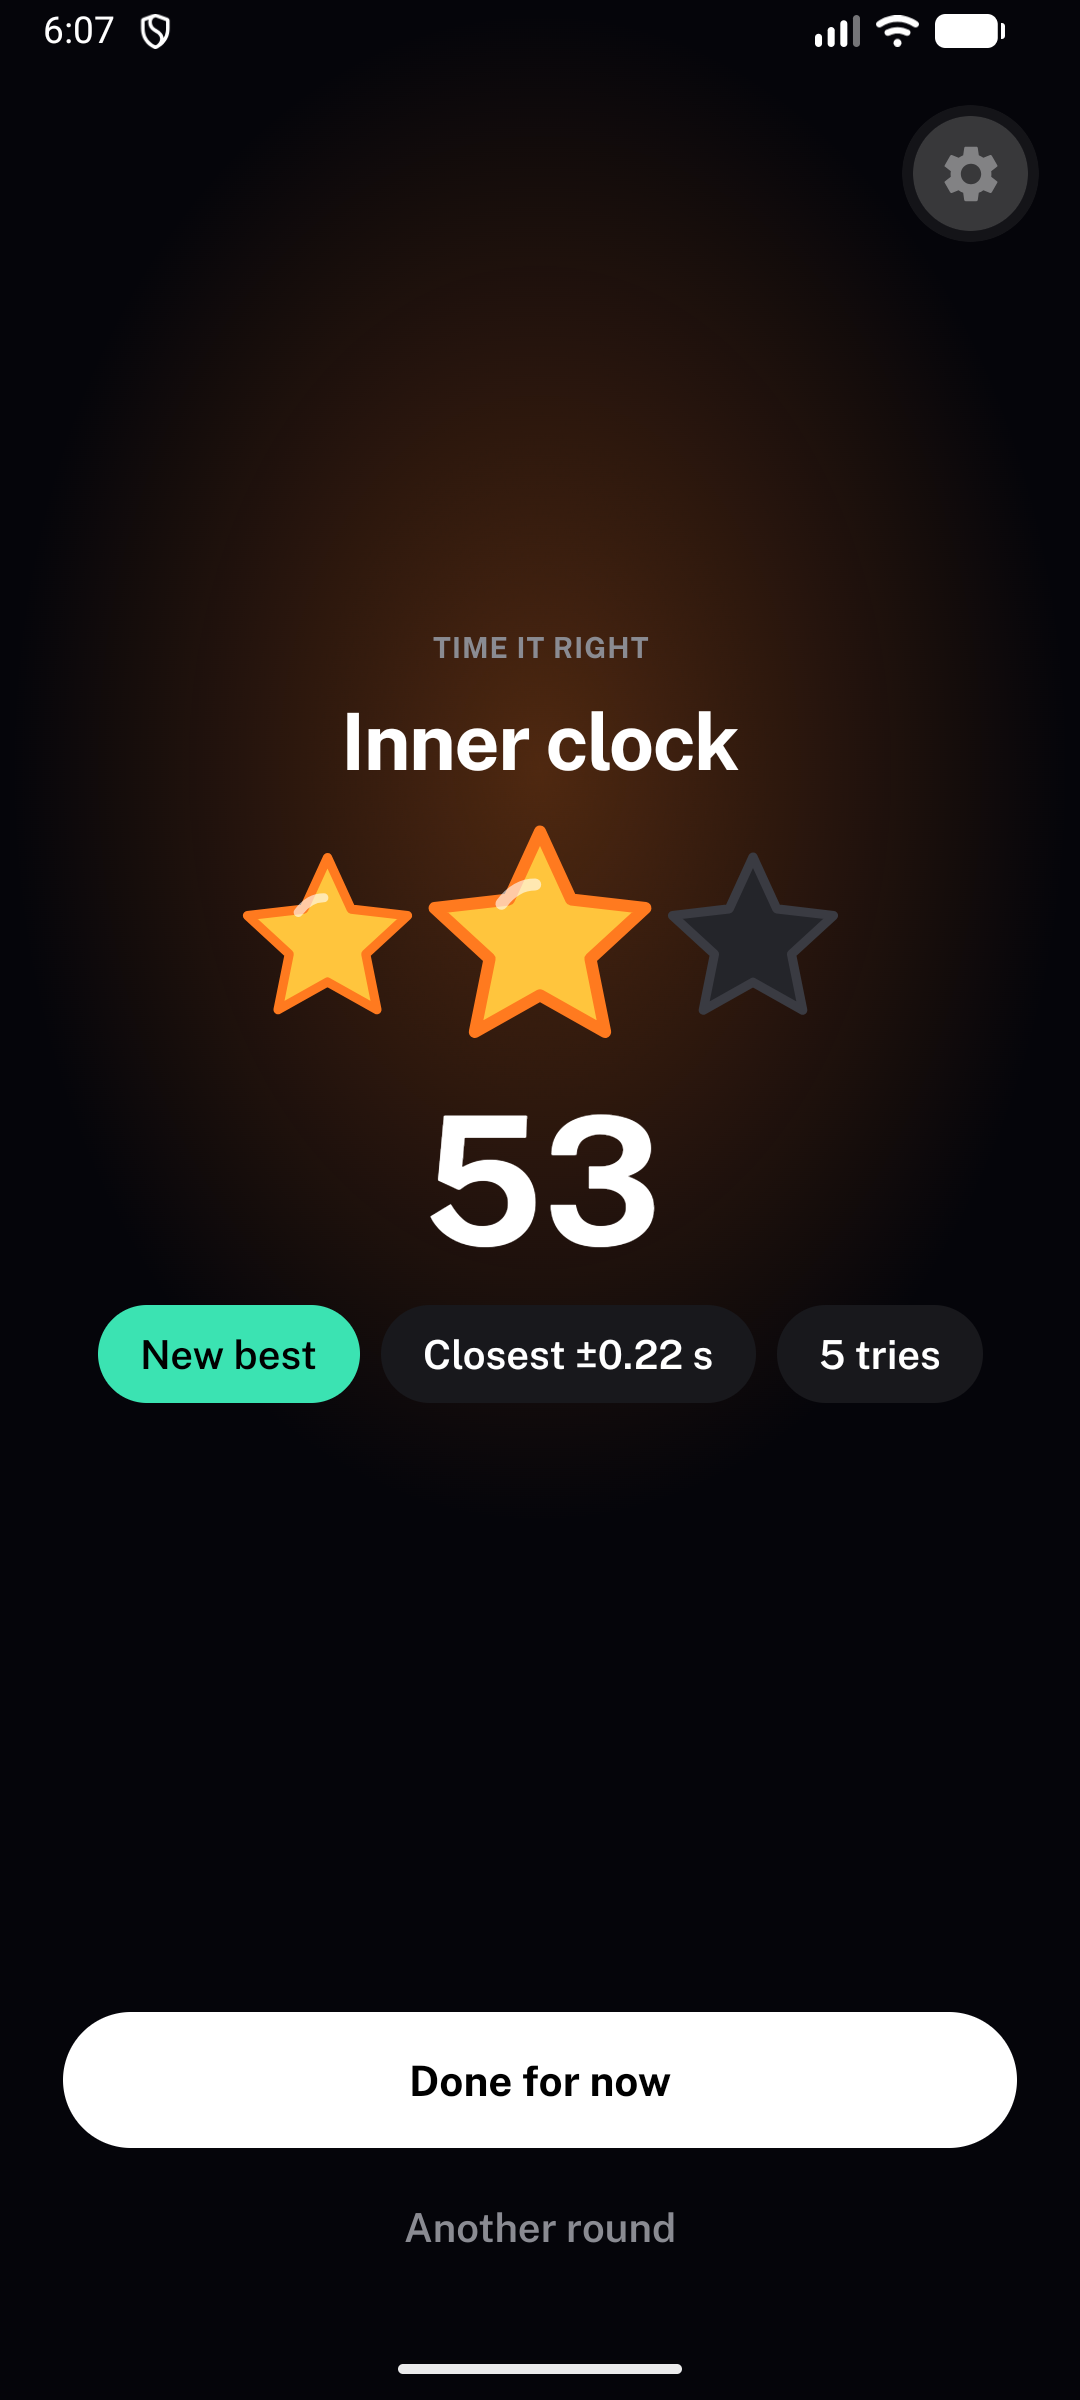 6:07
TIME IT RIGHT
Inner clock
53
New best
Closest ±0.22 s
5 tries
Done for now
Another round